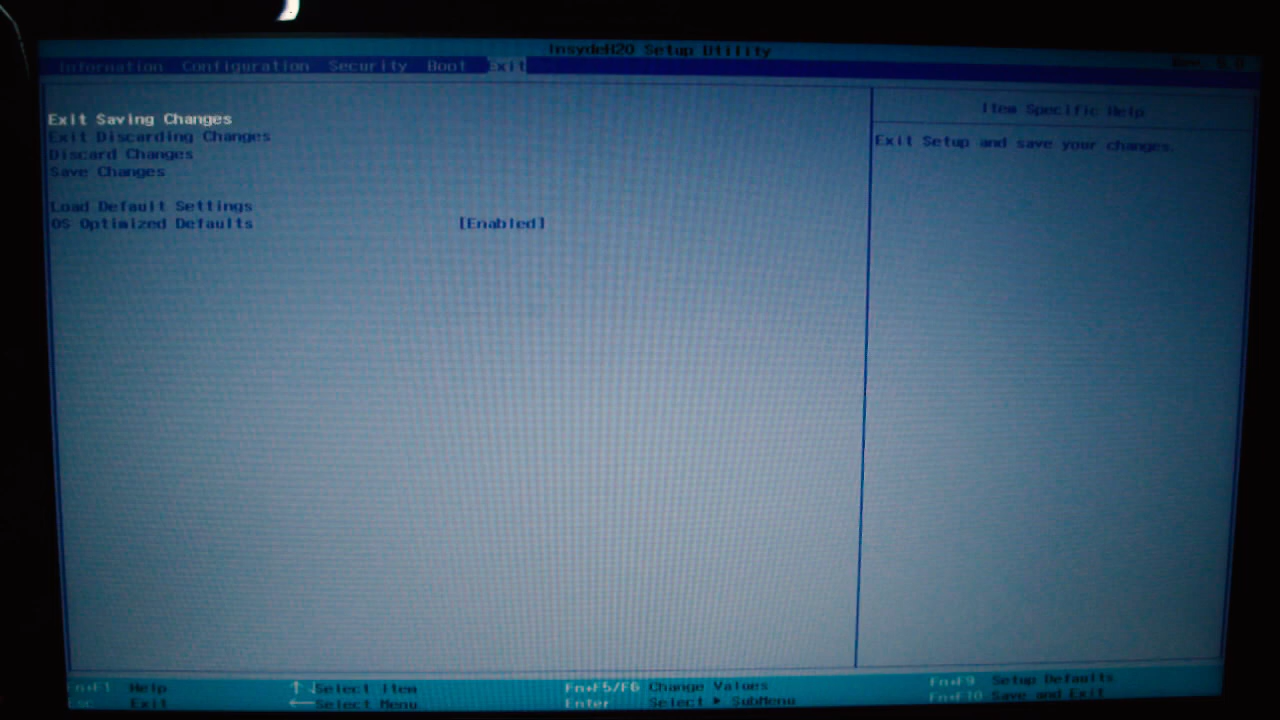 InsydeH20 Setup Utility
Rev. 5.0
Information Configuration Security Boot Exit
Item Specific Help
Exit Saving Changes
Exit Setup and save your changes.
Exit Discarding Changes
Discard Changes
Save Changes
Load Default Settings
OS Optimized Defaults [Enabled]
Fn+F1 Help ↑↓Select Item Fn+F5/F6 Change Values Fn+F9 Setup Defaults
Esc Exit ←→Select Menu Enter Select ► SubMenu Fn+F10 Save and Exit